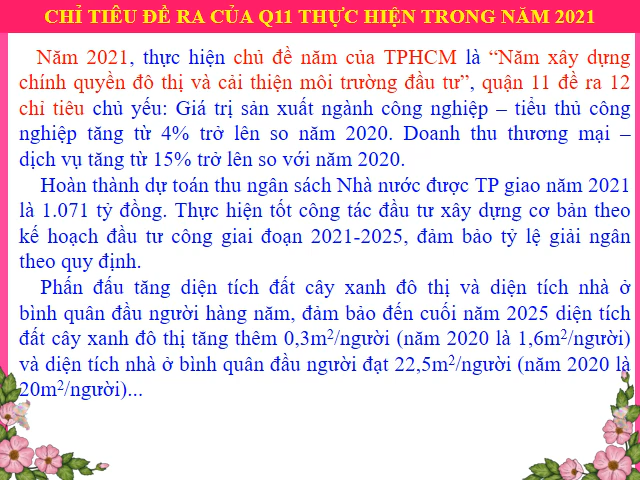 CHỈ TIÊU ĐỀ RA CỦA Q11 THỰC HIỆN TRONG NĂM 2021
Năm 2021, thực hiện chủ đề năm của TPHCM là “Năm xây dựng
chính quyền đô thị và cải thiện môi trường đầu tư”, quận 11 đề ra 12
chỉ tiêu chủ yếu: Giá trị sản xuất ngành công nghiệp – tiểu thủ công
nghiệp tăng từ 4% trở lên so năm 2020. Doanh thu thương mại –
dịch vụ tăng từ 15% trở lên so với năm 2020.
Hoàn thành dự toán thu ngân sách Nhà nước được TP giao năm 2021
là 1.071 tỷ đồng. Thực hiện tốt công tác đầu tư xây dựng cơ bản theo
kế hoạch đầu tư công giai đoạn 2021-2025, đảm bảo tỷ lệ giải ngân
theo quy định.
Phấn đấu tăng diện tích đất cây xanh đô thị và diện tích nhà ở
bình quân đầu người hàng năm, đảm bảo đến cuối năm 2025 diện tích
đất cây xanh đô thị tăng thêm 0,3m²/người (năm 2020 là 1,6m²/người)
và diện tích nhà ở bình quân đầu người đạt 22,5m²/người (năm 2020 là
20m²/người)...